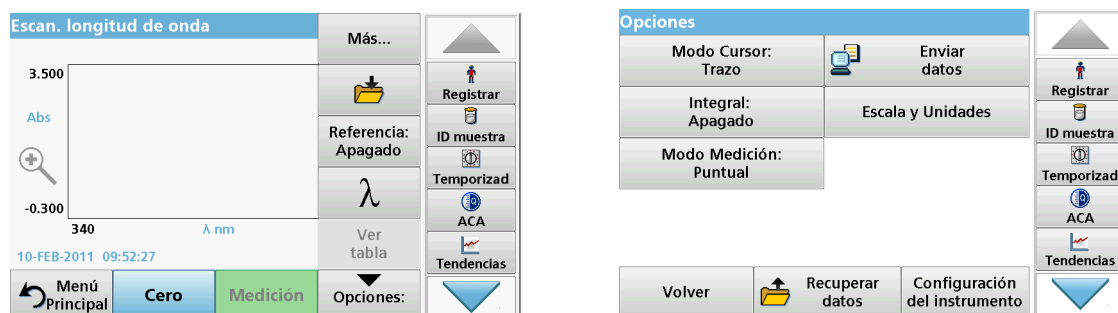 Escan. longitud de onda
Más...
3.500
Abs
-0.300
340
λ nm
10-FEB-2011 09:52:27
Referencia:
Apagado
λ
Ver
tabla
Menú
Principal
Cero
Medición
Opciones:
Registrar
ID muestra
Temporizad
ACA
Tendencias
Opciones
Modo Cursor:
Trazo
Enviar
datos
Integral:
Apagado
Escala y Unidades
Modo Medición:
Puntual
Volver
Recuperar
datos
Configuración
del instrumento
Registrar
ID muestra
Temporizad
ACA
Tendencias